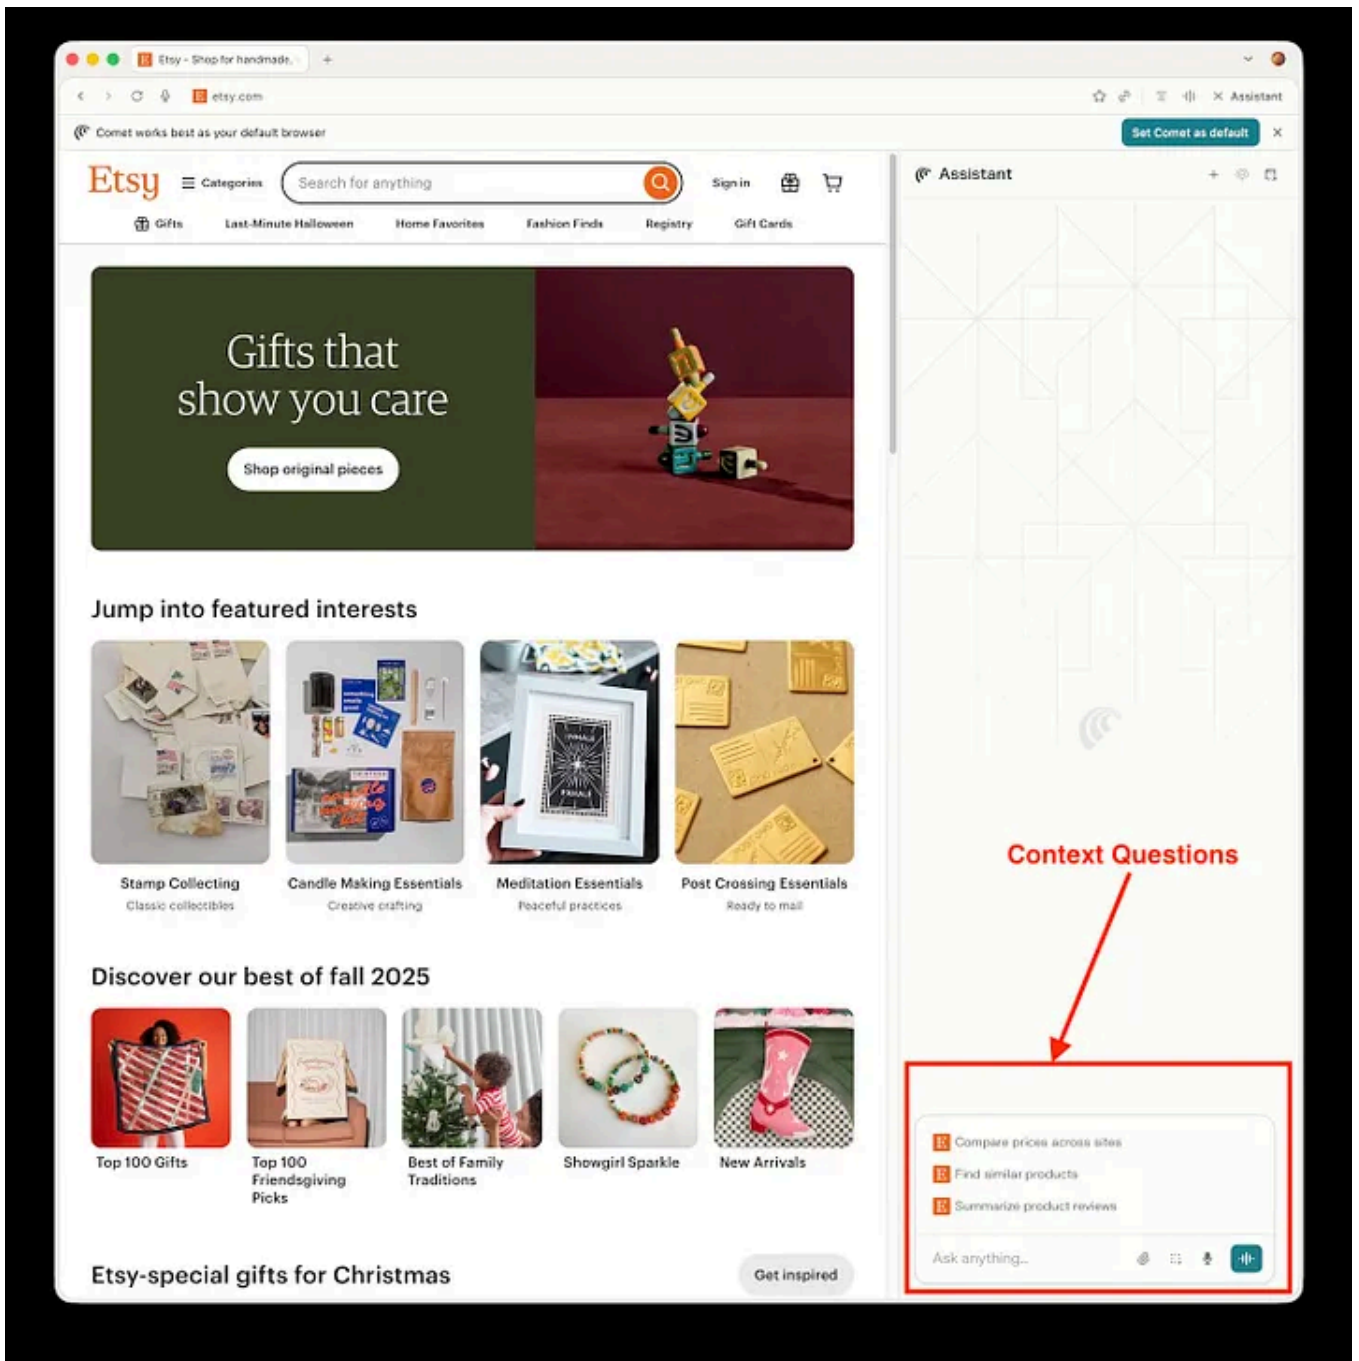 Etsy - Shop for handmade,
etsy.com
Assistant
Comet works best as your default browser
Set Comet as default
Etsy
Categories
Search for anything
Sign in
Gifts
Last-Minute Halloween
Home Favorites
Fashion Finds
Registry
Gift Cards
Assistant
Gifts that
show you care
Shop original pieces
Jump into featured interests
Stamp Collecting
Classic collectibles
Candle Making Essentials
Creative crafting
INHALE
EXHALE
Meditation Essentials
Peaceful practices
Post Crossing Essentials
Ready to mail
Discover our best of fall 2025
Top 100 Gifts
Top 100
Friendsgiving
Picks
Best of Family
Traditions
Showgirl Sparkle
New Arrivals
Etsy-special gifts for Christmas
Get inspired
Context Questions
E Compare prices across sites
E Find similar products
E Summarize product reviews
Ask anything...